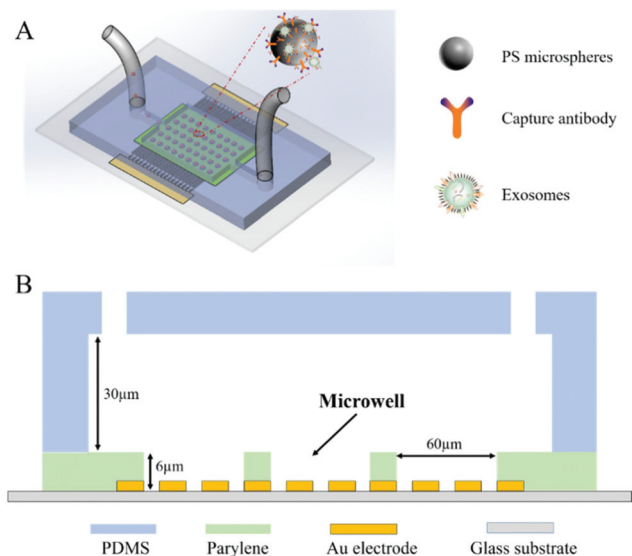 A
PS microspheres
Capture antibody
Exosomes
B
30μm
Microwell
60μm
6μm
PDMS
Parylene
Au electrode
Glass substrate